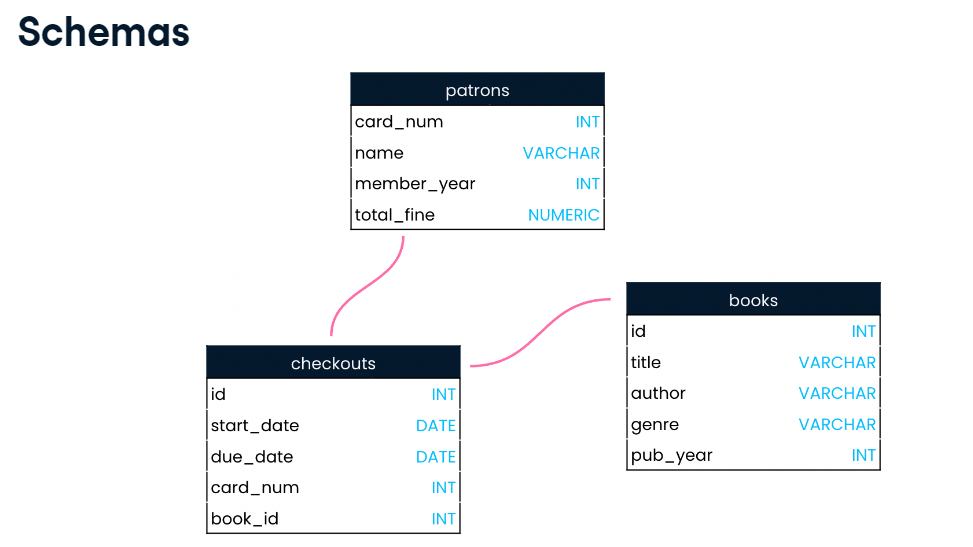 Schemas
patrons
card_num INT
name VARCHAR
member_year INT
total_fine NUMERIC
books
id INT
title VARCHAR
author VARCHAR
genre VARCHAR
pub_year INT
checkouts
id INT
start_date DATE
due_date DATE
card_num INT
book_id INT